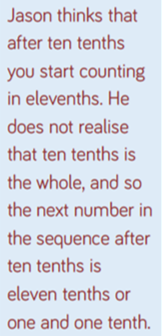 Jason thinks that
after ten tenths
you start counting
in elevenths. He
does not realise
that ten tenths is
the whole, and so
the next number in
the sequence after
ten tenths is
eleven tenths or
one and one tenth.